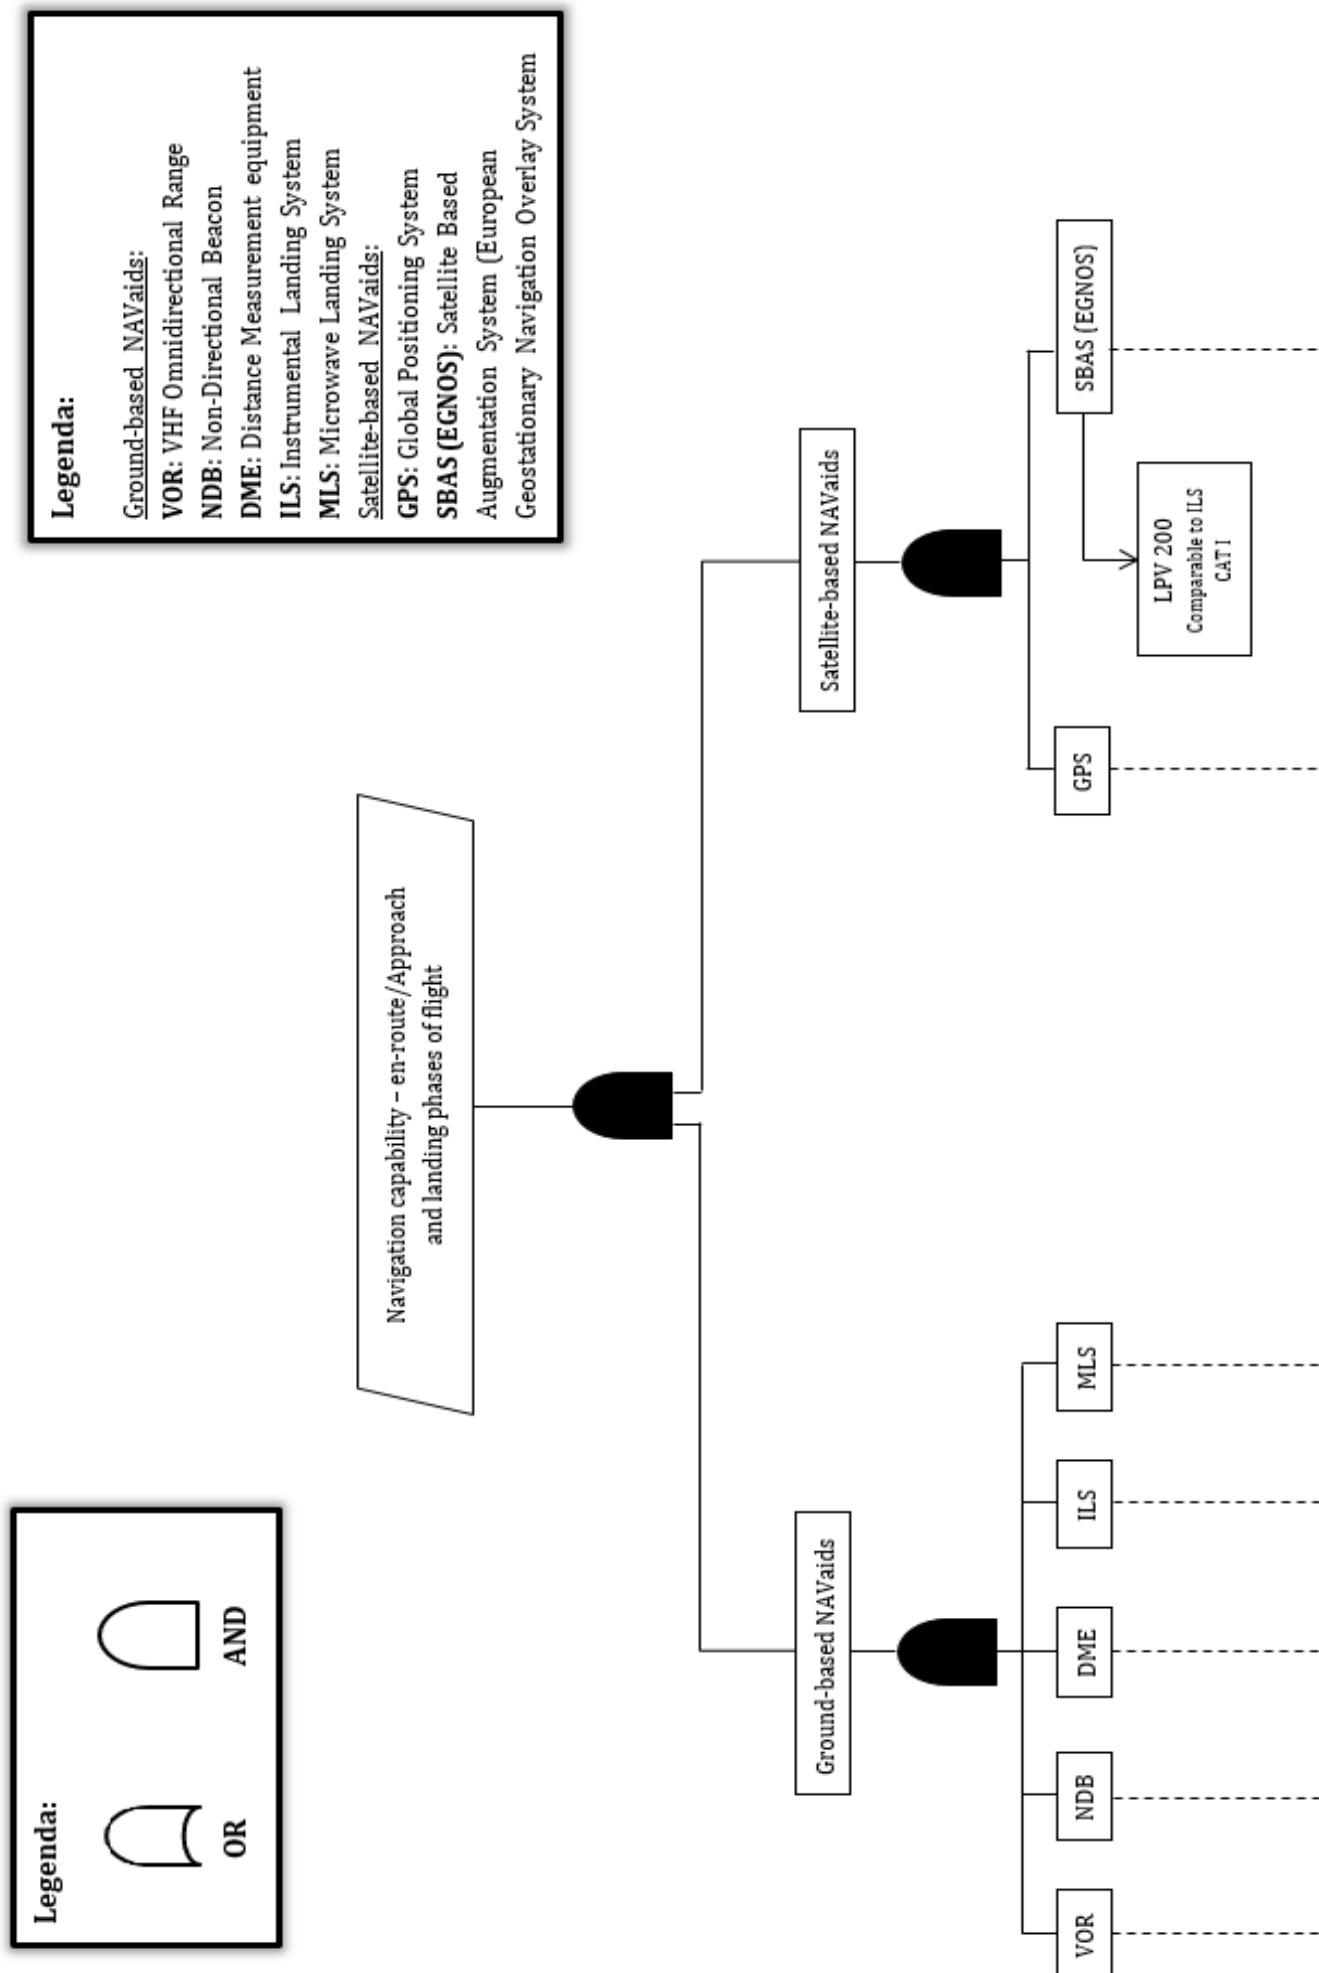 Legenda:
OR
AND
Legenda:
Ground-based NAVaids:
VOR: VHF Omnidirectional Range
NDB: Non-Directional Beacon
DME: Distance Measurement equipment
ILS: Instrumental Landing System
MLS: Microwave Landing System
Satellite-based NAVaids:
GPS: Global Positioning System
SBAS (EGNOS): Satellite Based
Augmentation System (European
Geostationary Navigation Overlay System
Navigation capability – en-route/Approach
and landing phases of flight
Ground-based NAVaids
Satellite-based NAVaids
VOR
NDB
DME
ILS
MLS
GPS
SBAS (EGNOS)
LPV 200
Comparable to ILS
CAT I